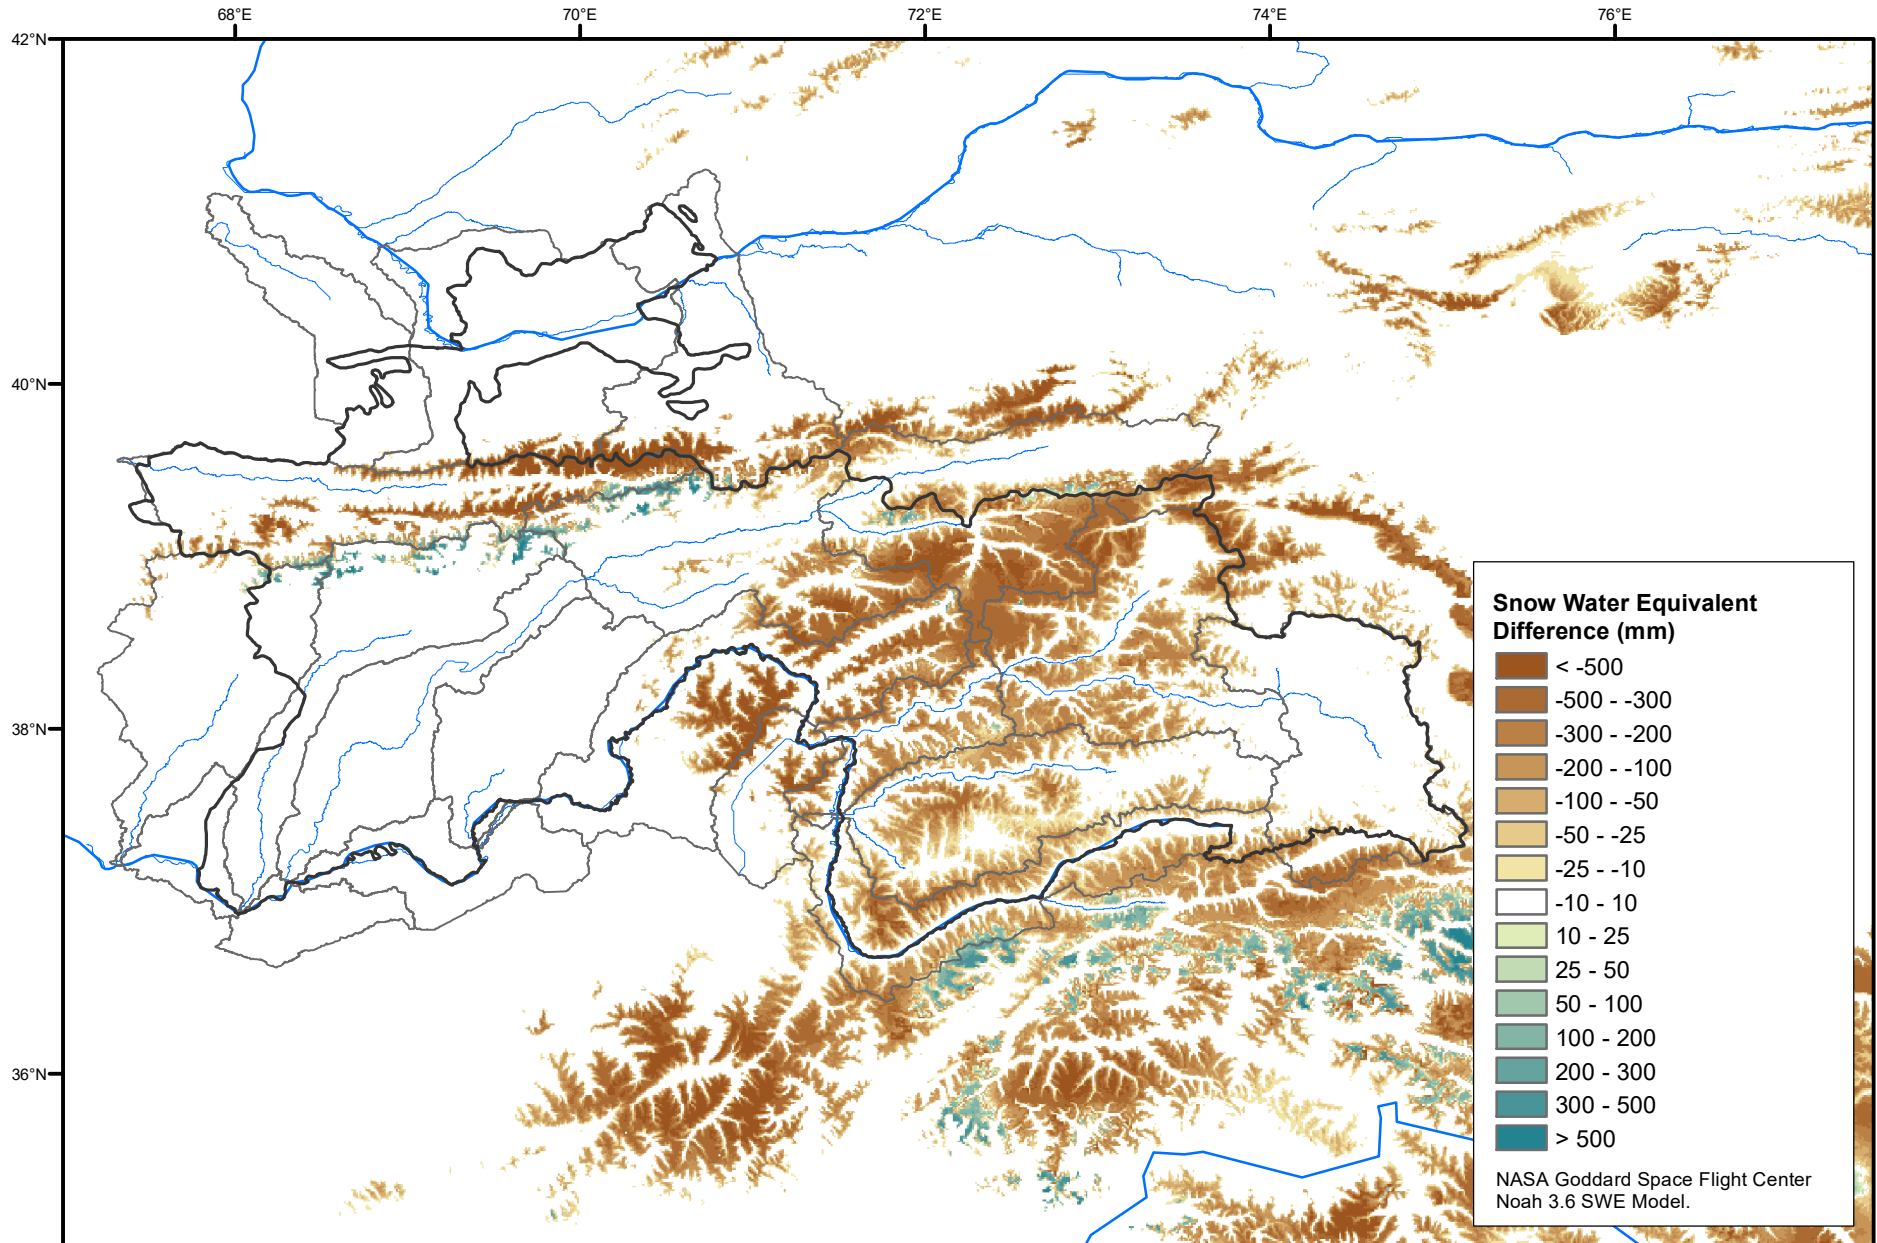 68°E
70°E
72°E
74°E
76°E
42°N
40°N
38°N
36°N
Snow Water Equivalent
Difference (mm)
< -500
-500 - -300
-300 - -200
-200 - -100
-100 - -50
-50 - -25
-25 - -10
-10 - 10
10 - 25
25 - 50
50 - 100
100 - 200
200 - 300
300 - 500
> 500
NASA Goddard Space Flight Center
Noah 3.6 SWE Model.